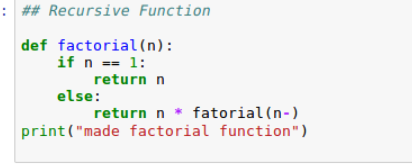 : ## Recursive Function
def factorial(n):
    if n == 1:
        return n
    else:
        return n * fatorial(n-)
print("made factorial function")